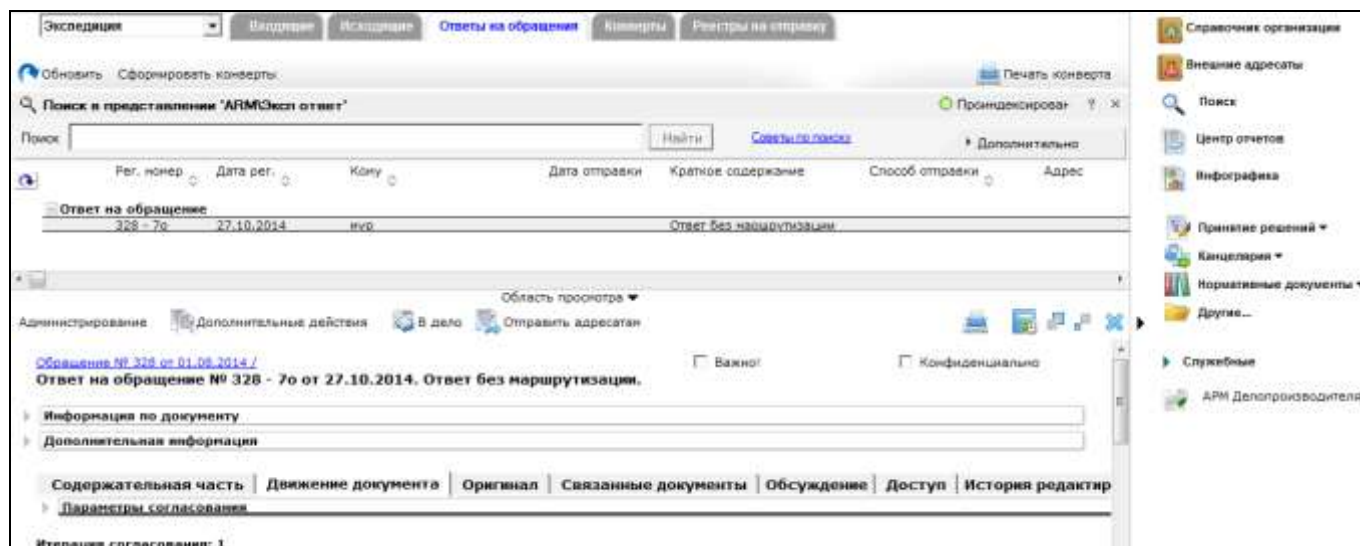 Экспедиция Входящие Исходящие Ответы на обращения Конверты Реестры на отправку
Обновить Сформировать конверты Печать конверта
Поиск в представлении 'ARM\Эксп ответ' Проиндексирован ? ×
Поиск Найти Советы по поиску Дополнительно
Рег. номер Дата рег. Кому Дата отправки Краткое содержание Способ отправки Адрес
Ответ на обращение
328 - 7о 27.10.2014 мур Ответ без маршрутизации
Область просмотра
Администрирование Дополнительные действия В дело Отправить адресатам
Обращение № 328 от 01.08.2014 / Важно! Конфиденциально
Ответ на обращение № 328 - 7о от 27.10.2014. Ответ без маршрутизации.
Информация по документу
Дополнительная информация
Содержательная часть Движение документа Оригинал Связанные документы Обсуждение Доступ История редактир
Параметры согласования
Итерация согласования: 1
Справочник организации
Внешние адресаты
Поиск
Центр отчетов
Инфографика
Принятие решений
Канцелярия
Нормативные документы
Другие...
Служебные
АРМ Делопроизводителя